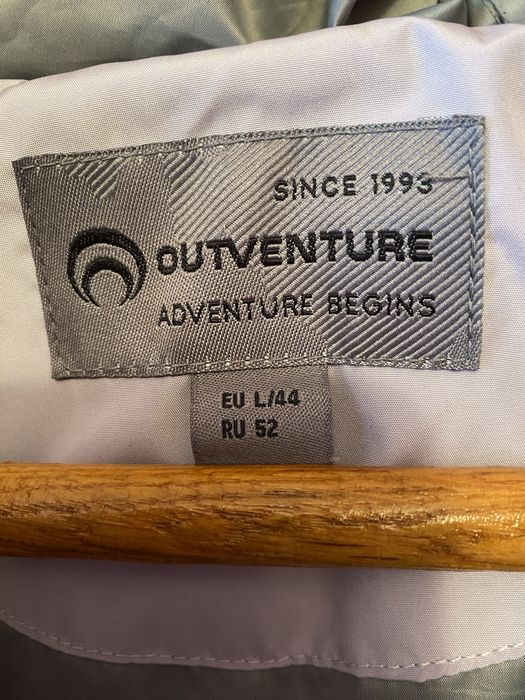 SINCE 1993
OUTVENTURE
ADVENTURE BEGINS
EU L/44
RU 52